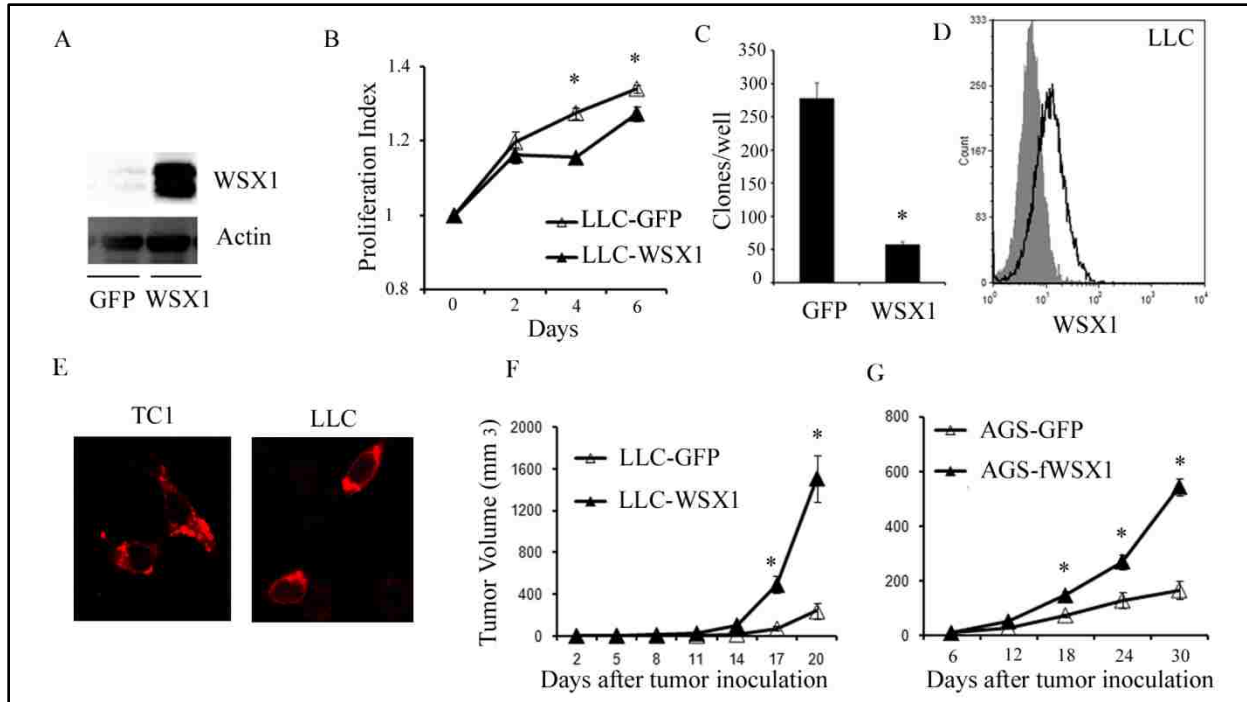 A
WSX1
Actin
GFP WSX1
B
Proliferation Index
1.4
1.2
1
0.8
* *
LLC-GFP
LLC-WSX1
0 2 4 6
Days
C
Clones/well
300
250
200
150
100
50
0
*
GFP WSX1
D
LLC
Count
333
250
167
83
0
10⁰ 10¹ 10² 10³ 10⁴
WSX1
E
TC1 LLC
F
Tumor Volume (mm 3)
2000
1600
1200
800
400
0
LLC-GFP
LLC-WSX1
* *
2 5 8 11 14 17 20
Days after tumor inoculation
G
800
600
400
200
0
AGS-GFP
AGS-fWSX1
* * *
6 12 18 24 30
Days after tumor inoculation